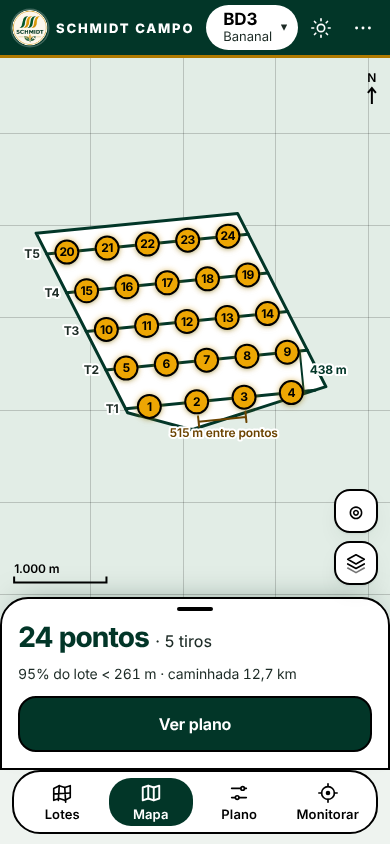 SCHMIDT
SCHMIDT CAMPO
BD3
Bananal
N
T5 20 21 22 23 24
T4 15 16 17 18 19
T3 10 11 12 13 14
T2 5 6 7 8 9
438 m
T1 1 2 3 4
515 m entre pontos
1.000 m
24 pontos · 5 tiros
95% do lote < 261 m · caminhada 12,7 km
Ver plano
Lotes Mapa Plano Monitorar